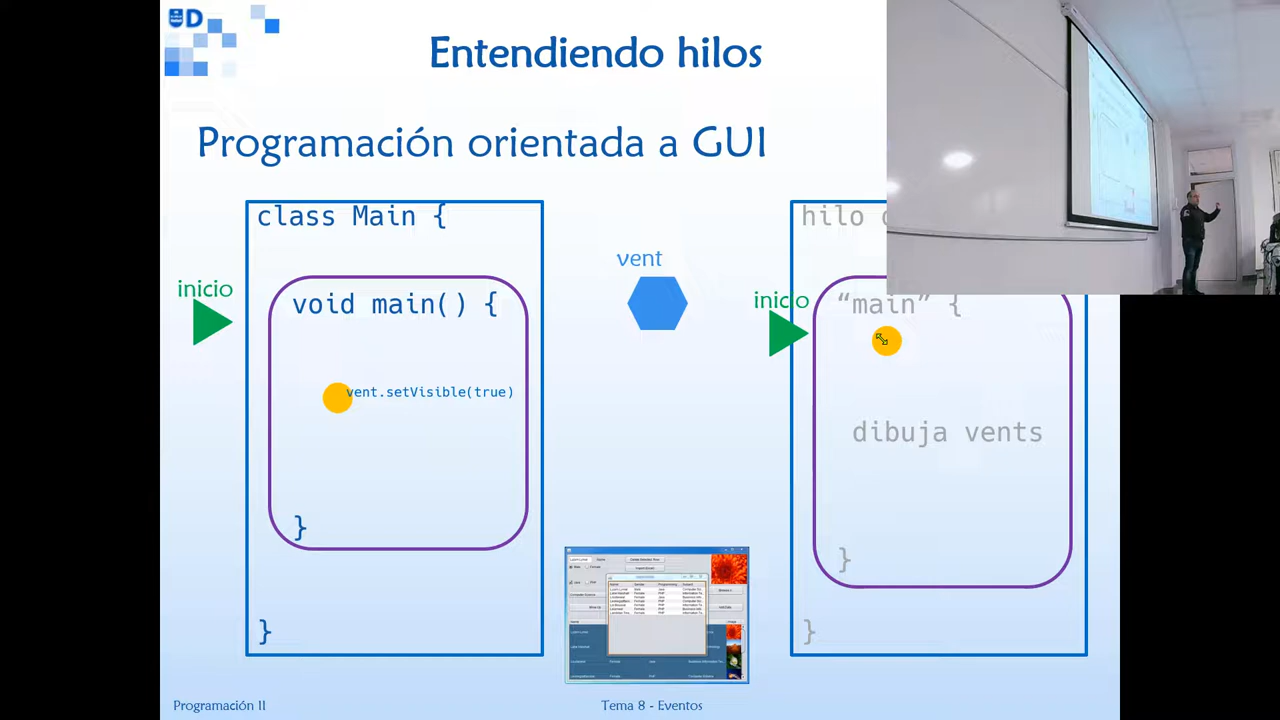 UD
Entendiendo hilos
Programación orientada a GUI
class Main {
inicio
void main() {
vent.setVisible(true)
}
}
vent
hilo
inicio
“main” {
dibuja vents
}
}
Programación II
Tema 8 - Eventos